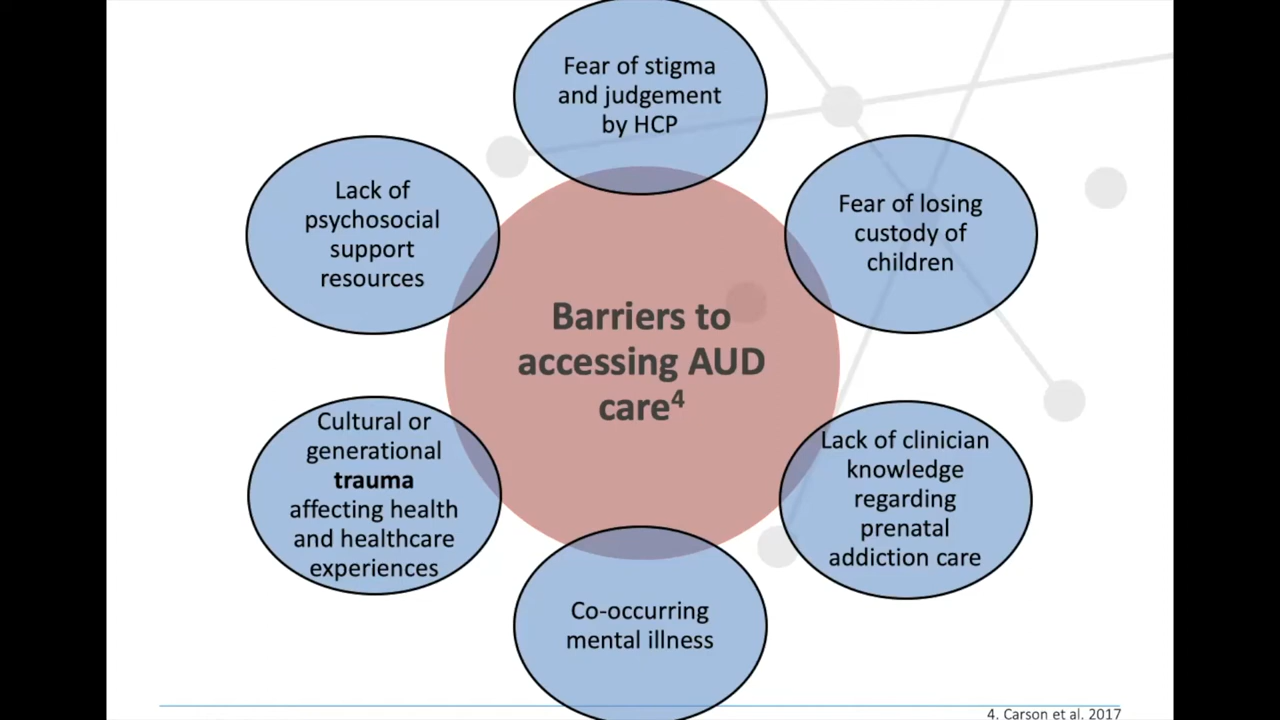 Fear of stigma
and judgement
by HCP
Lack of
psychosocial
support
resources
Fear of losing
custody of
children
Barriers to
accessing AUD
care⁴
Cultural or
generational
trauma
affecting health
and healthcare
experiences
Lack of clinician
knowledge
regarding
prenatal
addiction care
Co-occurring
mental illness
4. Carson et al. 2017